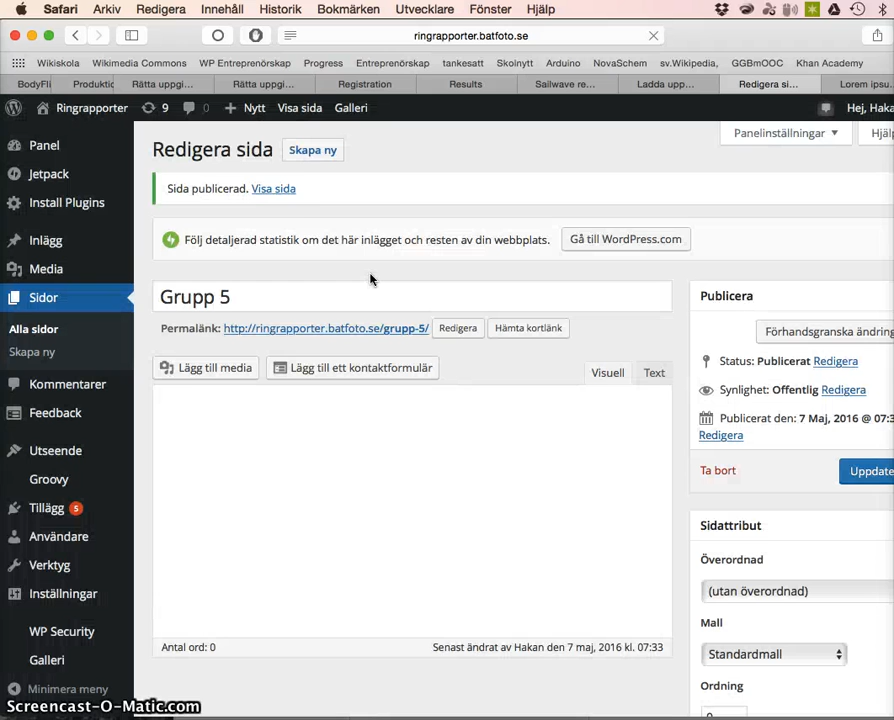 Safari Arkiv Redigera Innehåll Historik Bokmärken Utvecklare Fönster Hjälp
ringrapporter.batfoto.se
Wikiskola Wikimedia Commons WP Entreprenörskap Progress Entreprenörskap tankesatt Skoinytt Arduino NovaSchem sv.Wikipedia, GGBmOOC Khan Academy
BodyFli Produktic Rätta uppgi... Rätta uppgi... Registration Results Sailwave re... Ladda upp... Redigera si... Lorem ipsu
Ringrapporter 9 0 Nytt Visa sida Galleri Hej, Haka
Panelinställningar Hjälp
Panel
Jetpack
Install Plugins
Inlägg
Media
Sidor
Alla sidor
Skapa ny
Kommentarer
Feedback
Utseende
Groovy
Tillägg 5
Användare
Verktyg
Inställningar
WP Security
Galleri
Minimera meny
Redigera sida Skapa ny
Sida publicerad. Visa sida
Följ detaljerad statistik om det här inlägget och resten av din webbplats. Gå till WordPress.com
Grupp 5
Permalänk: http://ringrapporter.batfoto.se/grupp-5/ Redigera Hämta kortlänk
Lägg till media Lägg till ett kontaktformulär Visuell Text
Antal ord: 0 Senast ändrat av Hakan den 7 maj, 2016 kl. 07:33
Publicera
Förhandsgranska ändring
Status: Publicerat Redigera
Synlighet: Offentlig Redigera
Publicerat den: 7 Maj, 2016 @ 07:3
Redigera
Ta bort Uppdate
Sidattribut
Överordnad
(utan överordnad)
Mall
Standardmall
Ordning
Screencast-O-Matic.com